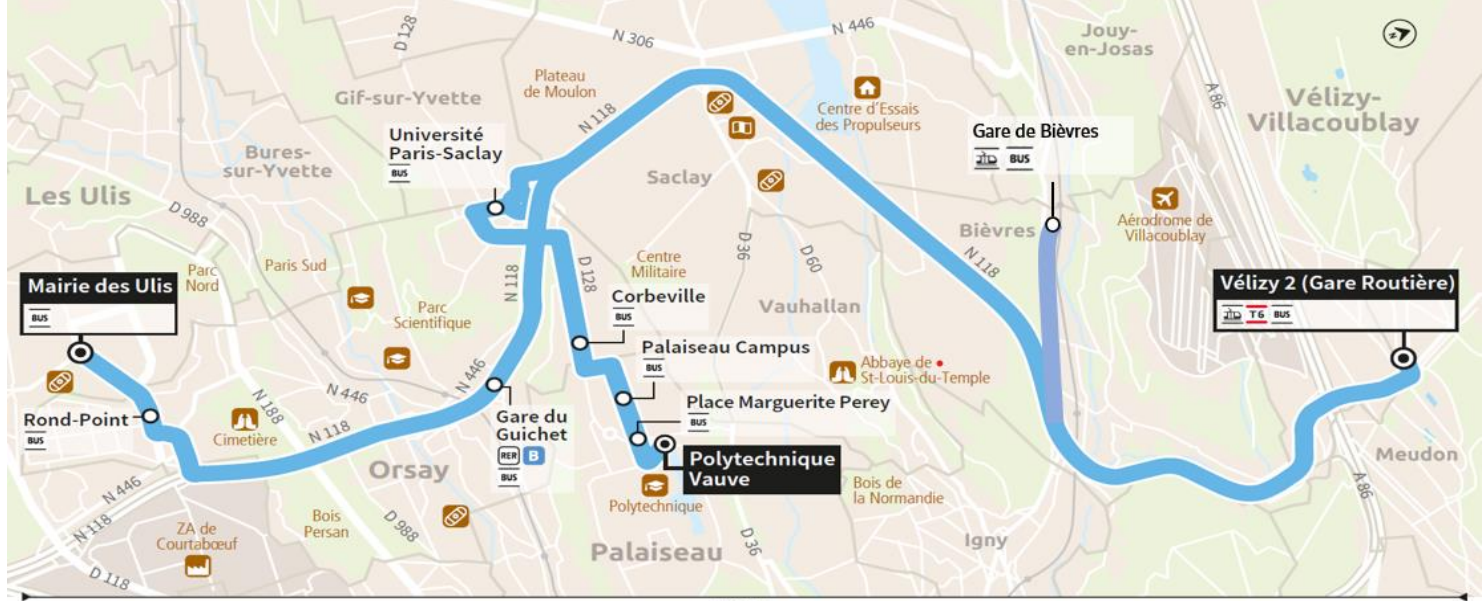 D 128
N 306
N 446
Jouy-
en-Josas
A 86
Plateau
de Moulon
Gif-sur-Yvette
N 118
Centre d'Essais
des Propulseurs
Vélizy-
Villacoublay
Université
Paris-Saclay
BUS
Gare de Bièvres
BUS
Bures-
sur-Yvette
Saclay
Les Ulis
D 988
Bièvres
Aérodrome de
Villacoublay
D 36
D 60
N 118
Parc
Nord
Paris Sud
N 118
D 128
Centre
Militaire
Mairie des Ulis
BUS
Vélizy 2 (Gare Routière)
T6 BUS
Parc
Scientifique
Corbeville
BUS
Vauhallan
Palaiseau Campus
BUS
Abbaye de
St-Louis-du-Temple
N 446
N 446
N 188
Place Marguerite Perey
BUS
Rond-Point
BUS
Cimetière
N 118
Gare du
Guichet
RER B
BUS
Orsay
Polytechnique
Vauve
Meudon
N 446
N 118
Bois de
la Normandie
A 86
Polytechnique
Bois
Persan
D 988
ZA de
Courtabœuf
Palaiseau
D 36
Igny
D 118